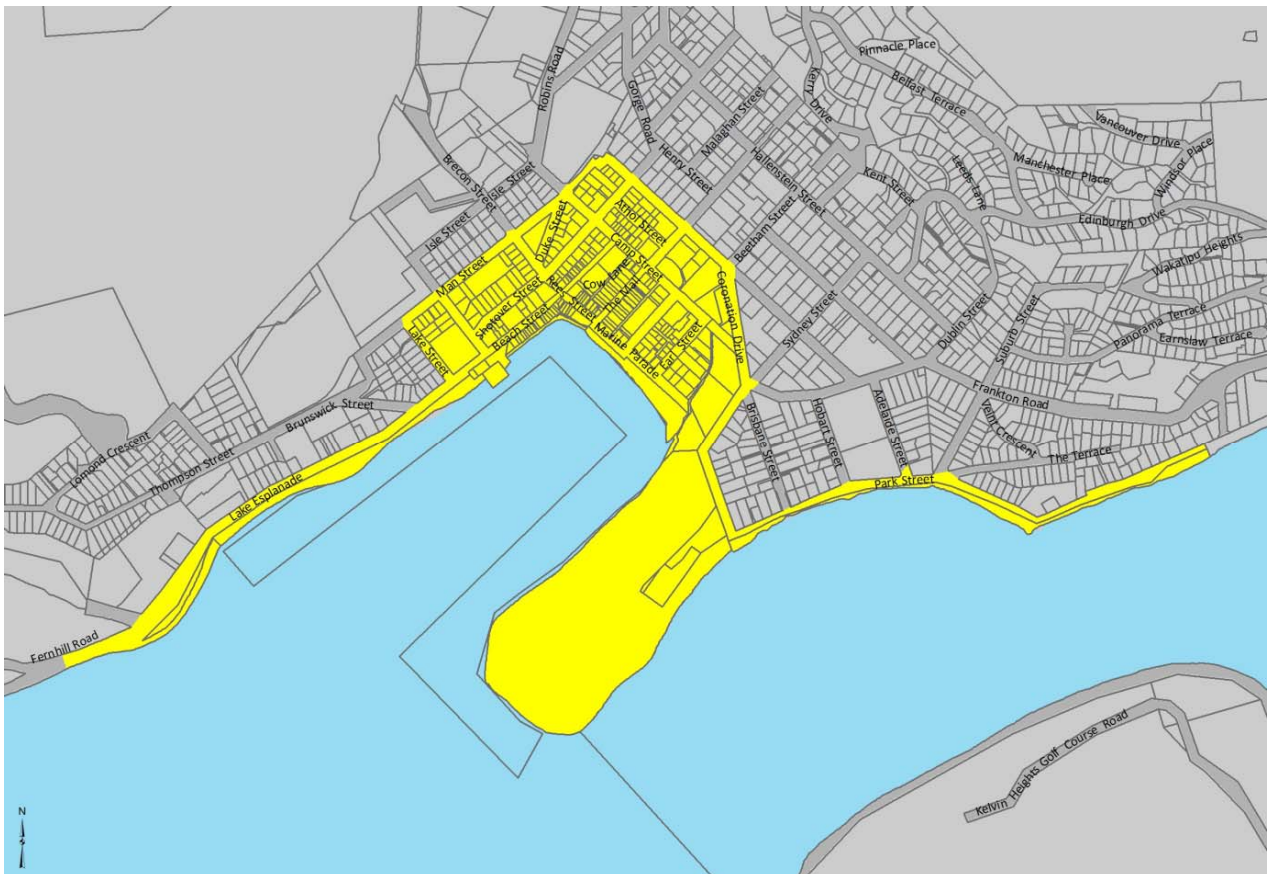 Pinnacle Place
Belfast Terrace
Kerry Drive
Robins Road
Gorge Road
Malaghan Street
Vancouver Drive
Windsor Place
Manchester Place
Leeds Lane
Hallenstein Street
Henry Street
Kent Street
Brecon Street
Isle Street
Isle Street
Edinburgh Drive
Beetham Street
Athol Street
Duke Street
Camp Street
Wakatipu Heights
Man Street
Cow Lane
The Mall
Rees Street
Coronation Drive
Shotover Street
Beach Street
Marine Parade
Earl Street
Sydney Street
Dublin Street
Suburb Street
Panorama Terrace
Earnslaw Terrace
Lake Street
Frankton Road
Brunswick Street
Brisbane Street
Hobart Street
Adelaide Street
Veint Crescent
The Terrace
Lomond Crescent
Thompson Street
Lake Esplanade
Park Street
Fernhill Road
Kelvin Heights Golf Course Road
N